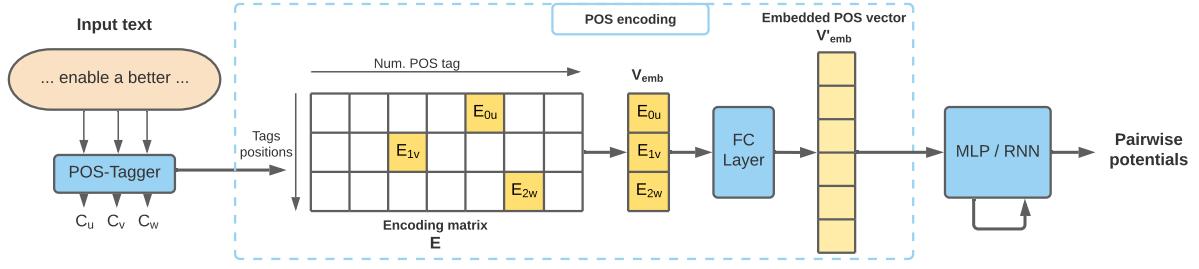 Input text
... enable a better ...
POS-Tagger
Cu
Cv
Cw
POS encoding
Num. POS tag
Tags
positions
E0u
E1v
E2w
Encoding matrix
E
Vemb
E0u
E1v
E2w
FC
Layer
Embedded POS vector
V'emb
MLP / RNN
Pairwise
potentials